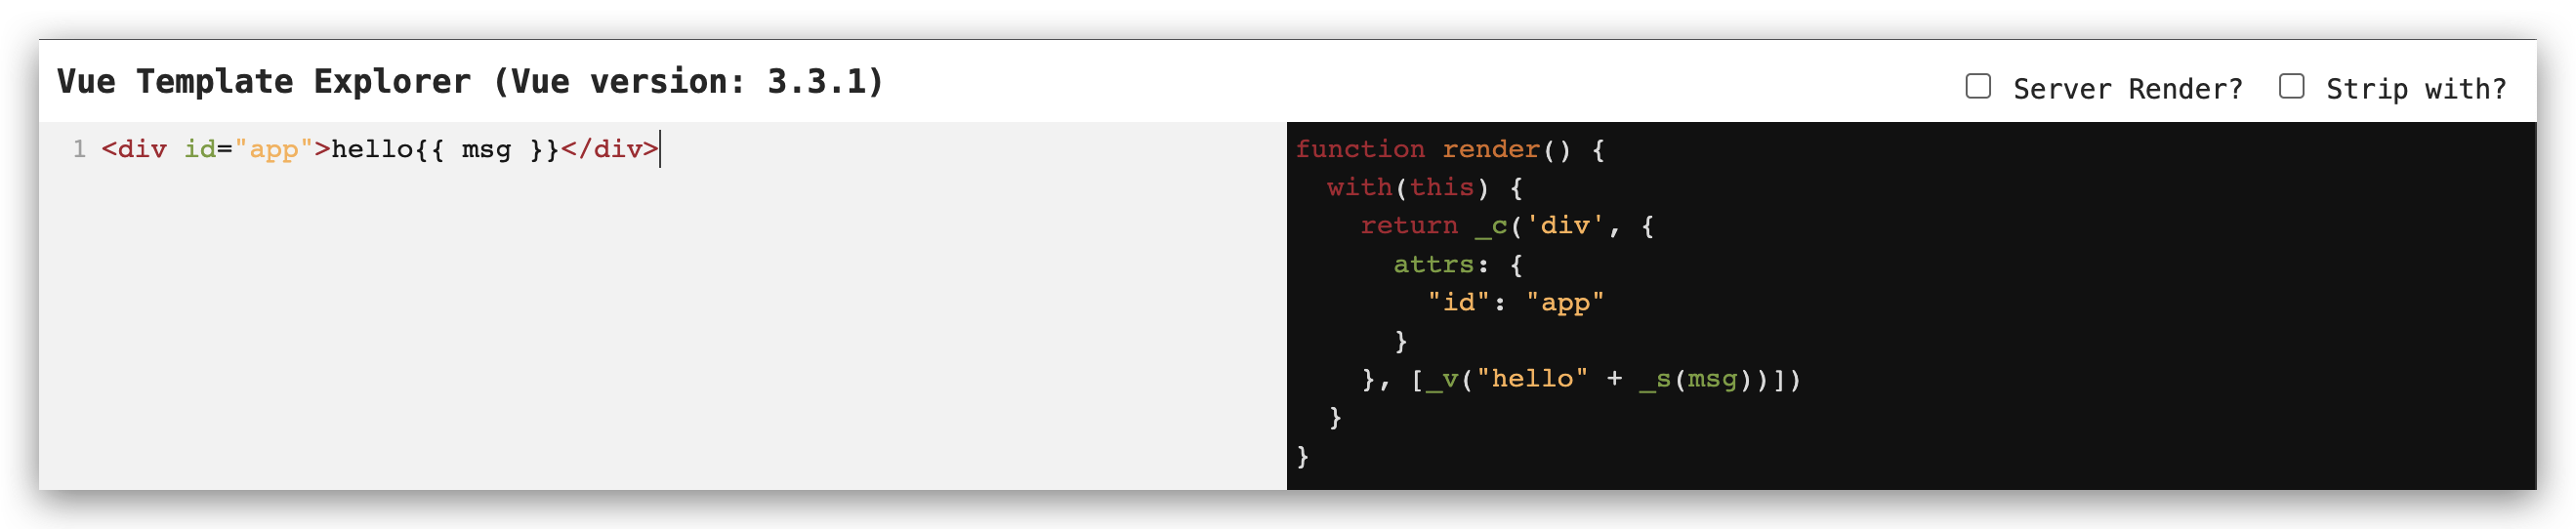 Vue Template Explorer (Vue version: 3.3.1)
Server Render? Strip with?
1 <div id="app">hello{{ msg }}</div>
function render() {
  with(this) {
    return _c('div', {
      attrs: {
        "id": "app"
      }
    }, [_v("hello" + _s(msg))])
  }
}